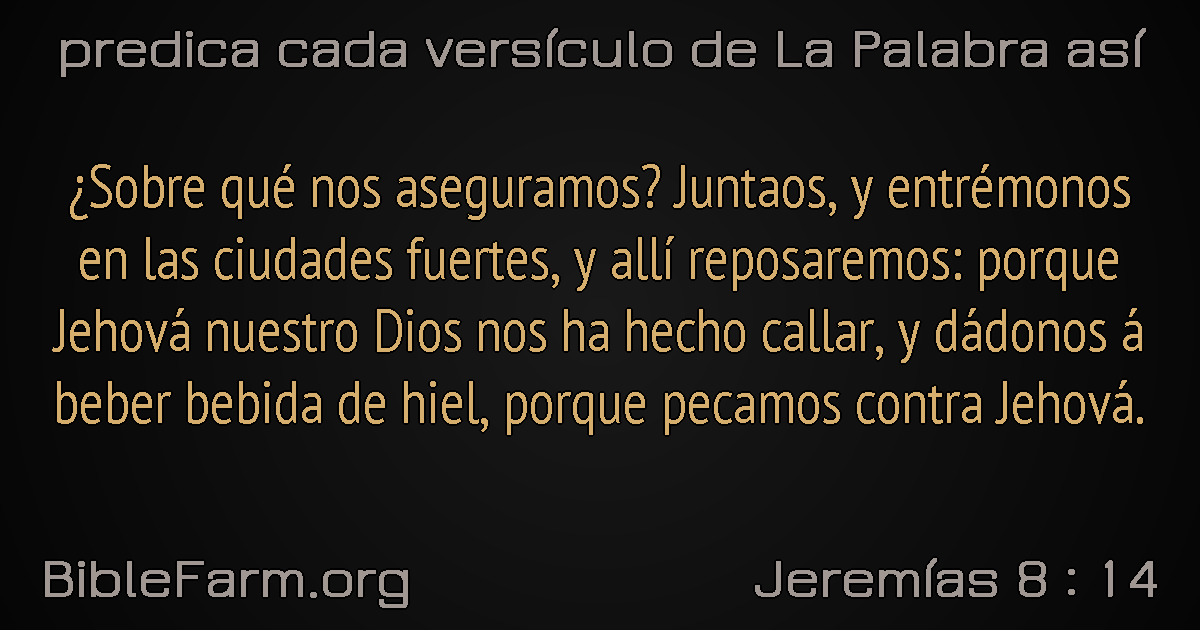 predica cada versículo de La Palabra así
¿Sobre qué nos aseguramos? Juntaos, y entrémonos
en las ciudades fuertes, y allí reposaremos: porque
Jehová nuestro Dios nos ha hecho callar, y dádonos á
beber bebida de hiel, porque pecamos contra Jehová.
BibleFarm.org
Jeremías 8 : 14